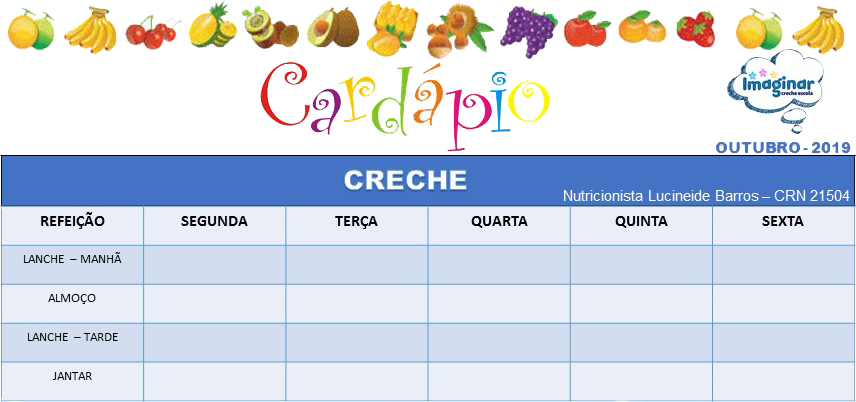 Cardápio
Imaginar
creche escola
OUTUBRO - 2019
CRECHE
Nutricionista Lucineide Barros – CRN 21504
REFEIÇÃO SEGUNDA TERÇA QUARTA QUINTA SEXTA
LANCHE – MANHÃ
ALMOÇO
LANCHE – TARDE
JANTAR